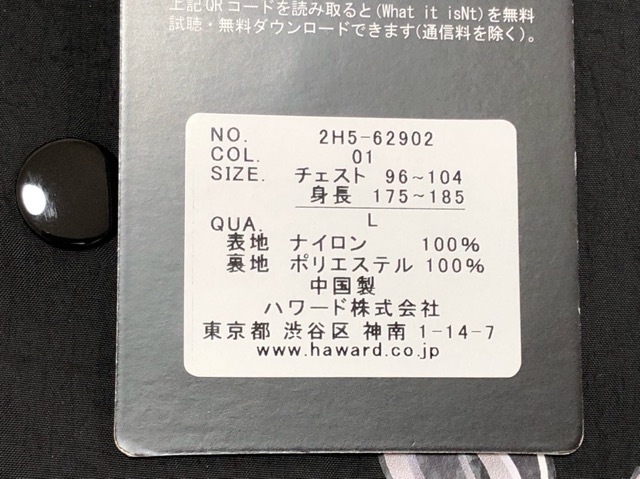 上記QRコードを読み取ると(What it isNt)を無料
試聴・無料ダウンロードできます(通信料を除く)。
NO. 2H5-62902
COL. 01
SIZE. チェスト 96~104
身長 175~185
L
QUA.
表地 ナイロン 100%
裏地 ポリエステル 100%
中国製
ハワード株式会社
東京都 渋谷区 神南 1-14-7
www.haward.co.jp